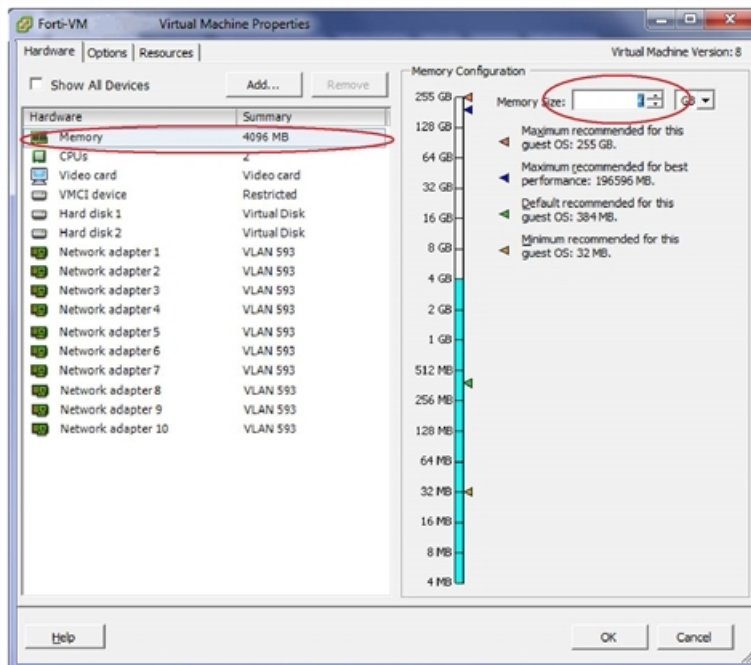 Forti-VM Virtual Machine Properties
Hardware Options Resources
Virtual Machine Version: 8
Show All Devices
Add...
Remove
Hardware Summary
Memory 4096 MB
CPUs 2
Video card Video card
VMCI device Restricted
Hard disk 1 Virtual Disk
Hard disk 2 Virtual Disk
Network adapter 1 VLAN 593
Network adapter 2 VLAN 593
Network adapter 3 VLAN 593
Network adapter 4 VLAN 593
Network adapter 5 VLAN 593
Network adapter 6 VLAN 593
Network adapter 7 VLAN 593
Network adapter 8 VLAN 593
Network adapter 9 VLAN 593
Network adapter 10 VLAN 593
Memory Configuration
255 GB
128 GB
64 GB
32 GB
16 GB
8 GB
4 GB
2 GB
1 GB
512 MB
256 MB
128 MB
64 MB
32 MB
16 MB
8 MB
4 MB
Memory Size: GB
Maximum recommended for this
guest OS: 255 GB.
Maximum recommended for best
performance: 196596 MB.
Default recommended for this
guest OS: 384 MB.
Minimum recommended for this
guest OS: 32 MB.
Help
OK
Cancel